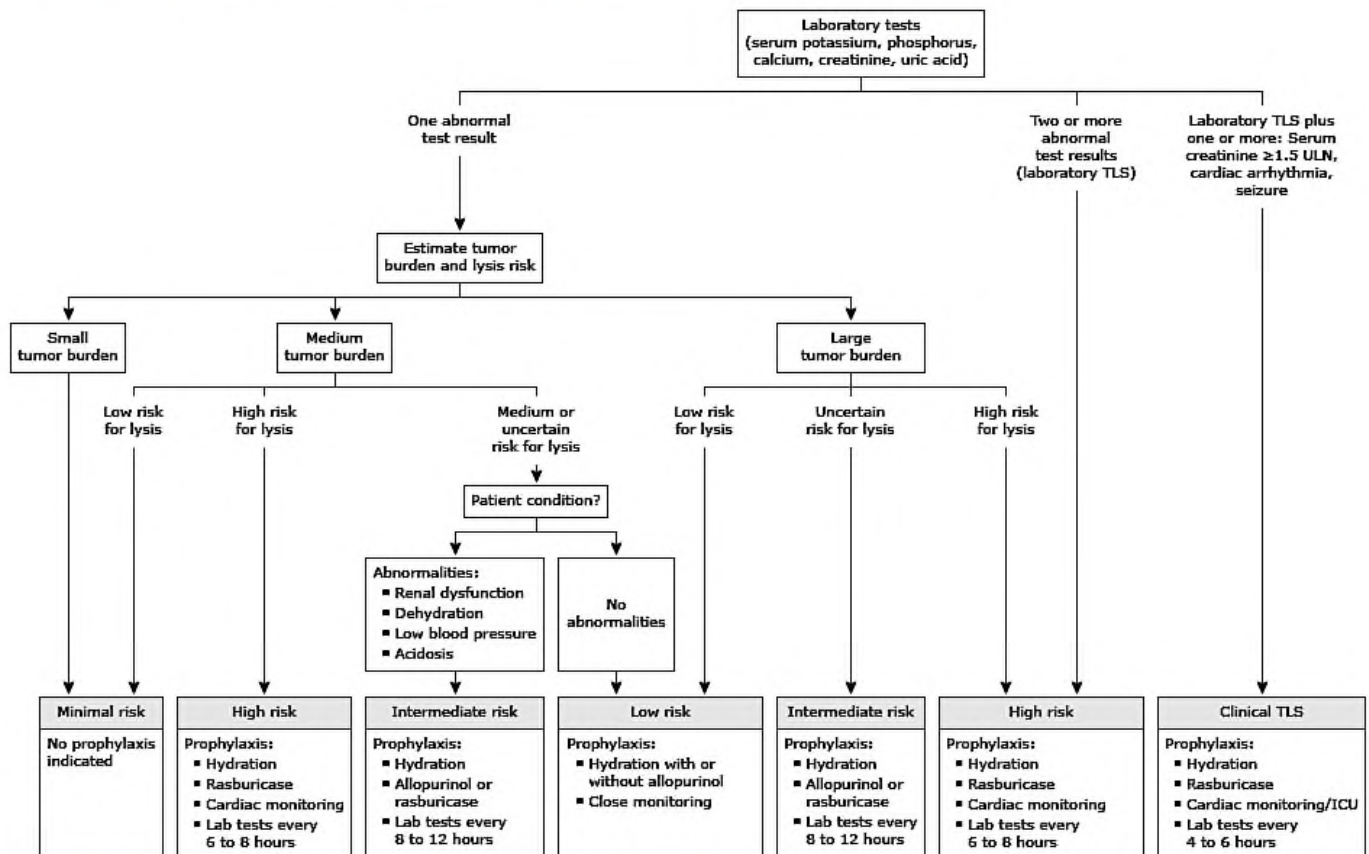 Laboratory tests
(serum potassium, phosphorus,
calcium, creatinine, uric acid)
One abnormal
test result
Two or more
abnormal
test results
(laboratory TLS)
Laboratory TLS plus
one or more: Serum
creatinine ≥1.5 ULN,
cardiac arrhythmia,
seizure
Estimate tumor
burden and lysis risk
Small
tumor burden
Medium
tumor burden
Large
tumor burden
Low risk
for lysis
High risk
for lysis
Medium or
uncertain
risk for lysis
Low risk
for lysis
Uncertain
risk for lysis
High risk
for lysis
Patient condition?
Abnormalities:
▪ Renal dysfunction
▪ Dehydration
▪ Low blood pressure
▪ Acidosis
No
abnormalities
Minimal risk
No prophylaxis
indicated
High risk
Prophylaxis:
▪ Hydration
▪ Rasburicase
▪ Cardiac monitoring
▪ Lab tests every
6 to 8 hours
Intermediate risk
Prophylaxis:
▪ Hydration
▪ Allopurinol or
rasburicase
▪ Lab tests every
8 to 12 hours
Low risk
Prophylaxis:
▪ Hydration with or
without allopurinol
▪ Close monitoring
Intermediate risk
Prophylaxis:
▪ Hydration
▪ Allopurinol or
rasburicase
▪ Lab tests every
8 to 12 hours
High risk
Prophylaxis:
▪ Hydration
▪ Rasburicase
▪ Cardiac monitoring
▪ Lab tests every
6 to 8 hours
Clinical TLS
Prophylaxis:
▪ Hydration
▪ Rasburicase
▪ Cardiac monitoring/ICU
▪ Lab tests every
4 to 6 hours